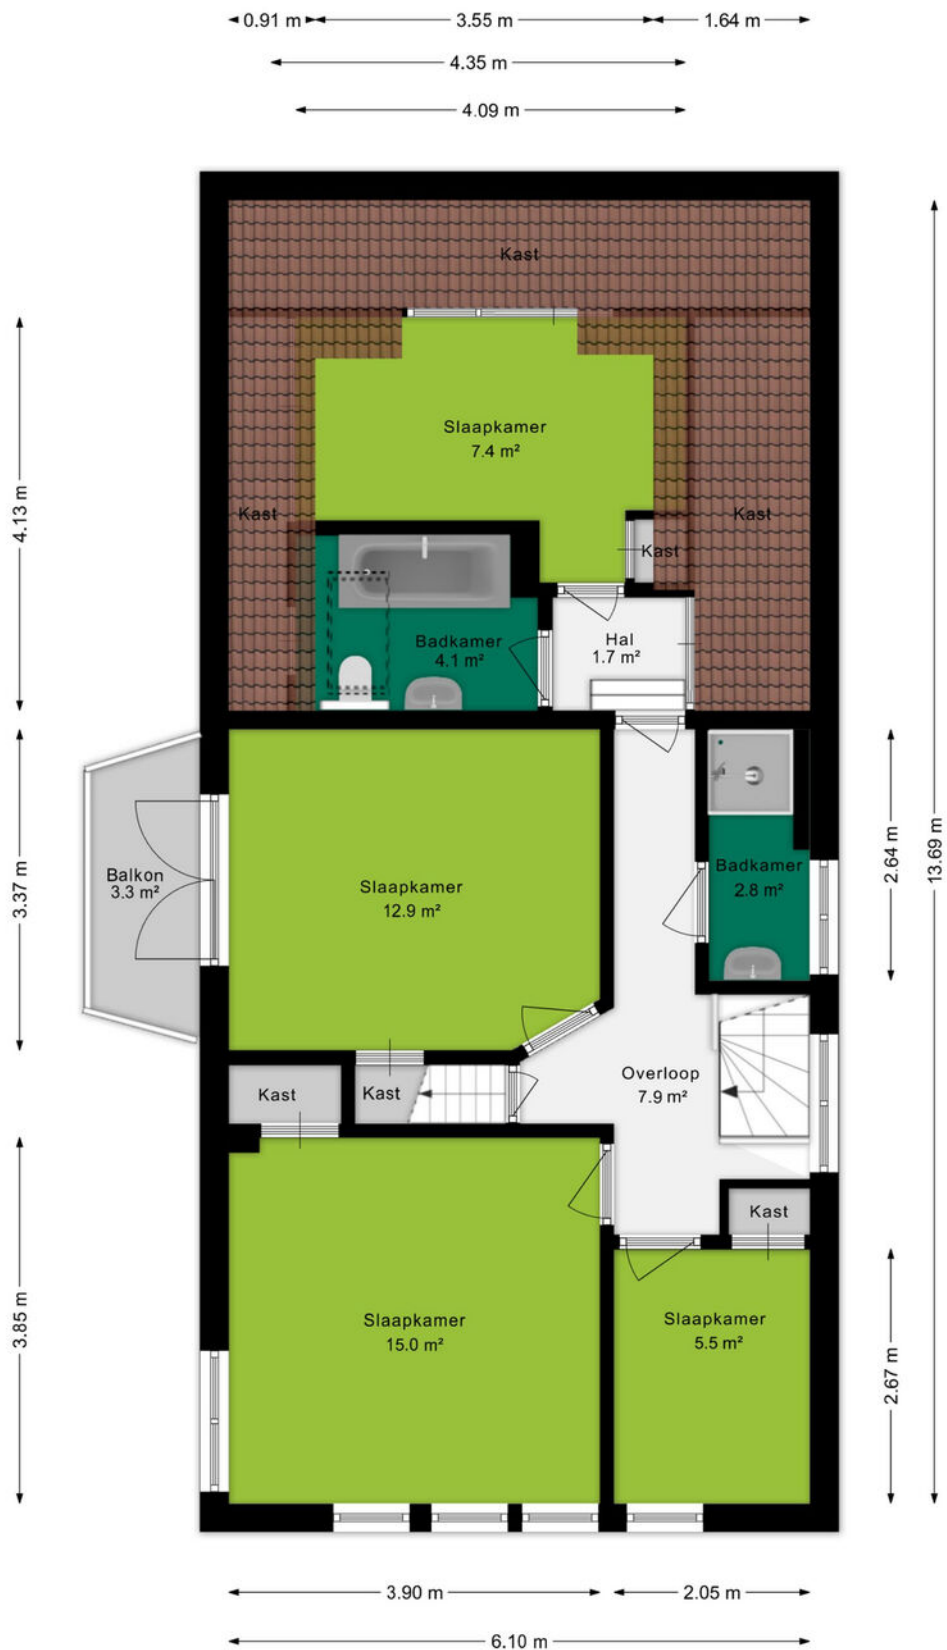 0.91 m
3.55 m
1.64 m
4.35 m
4.09 m
Kast
Slaapkamer
7.4 m²
4.13 m
Kast
Kast
Kast
Badkamer
4.1 m²
Hal
1.7 m²
Balkon
3.3 m²
3.37 m
Slaapkamer
12.9 m²
Badkamer
2.8 m²
2.64 m
13.69 m
Kast
Kast
Overloop
7.9 m²
Kast
Slaapkamer
15.0 m²
Slaapkamer
5.5 m²
3.85 m
2.67 m
3.90 m
2.05 m
6.10 m